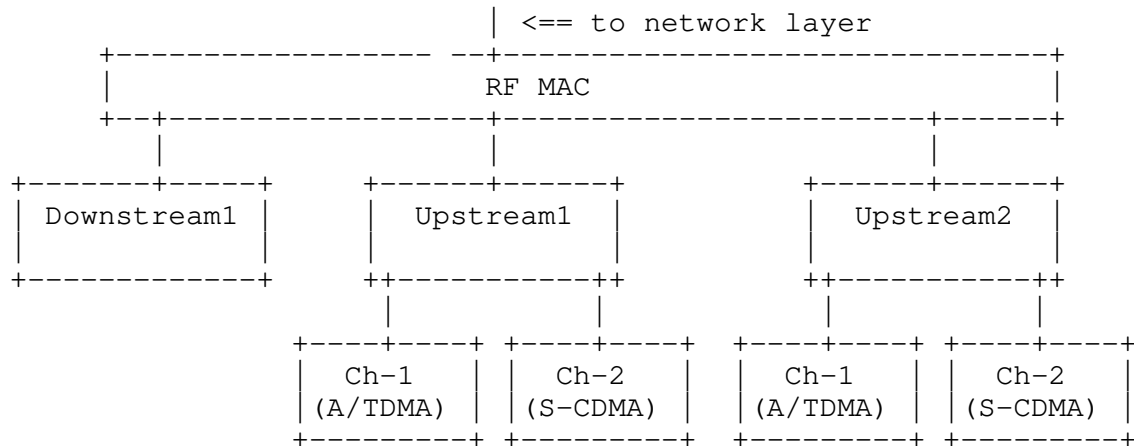 <== to network layer
RF MAC
Downstream1 Upstream1 Upstream2
Ch-1 Ch-2 Ch-1 Ch-2
(A/TDMA) (S-CDMA) (A/TDMA) (S-CDMA)